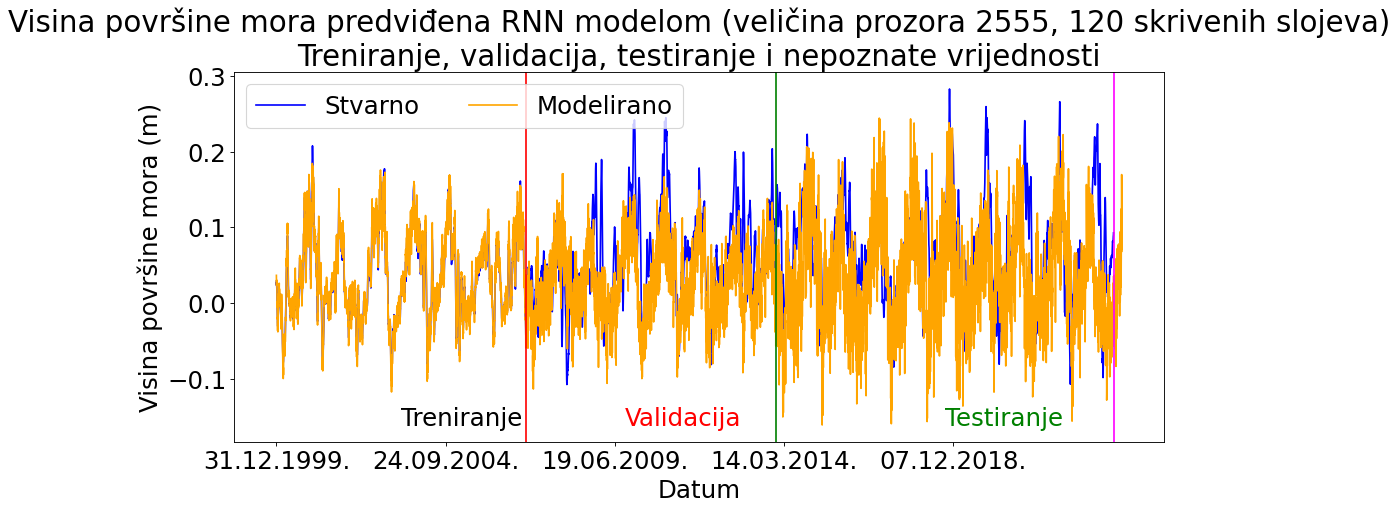 Visina površine mora predviđena RNN modelom (veličina prozora 2555, 120 skrivenih slojeva)
Treniranje, validacija, testiranje i nepoznate vrijednosti
Stvarno Modelirano
Visina površine mora (m)
0.3
0.2
0.1
0.0
−0.1
Treniranje Validacija Testiranje
31.12.1999. 24.09.2004. 19.06.2009. 14.03.2014. 07.12.2018.
Datum